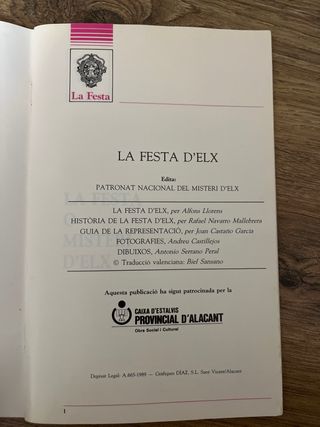 La Festa
LA FESTA D'ELX
Edita:
PATRONAT NACIONAL DEL MISTERI D'ELX
LA FESTA D'ELX, per Alfons Llorens
HISTÒRIA DE LA FESTA D'ELX, per Rafael Navarro Mallebrera
GUIA DE LA REPRESENTACIÓ, per Joan Castaño García
FOTOGRAFIES, Andreu Castillejos
DIBUIXOS, Antonio Serrano Peral
© Traducció valenciana: Biel Sansano
Aquesta publicació ha sigut patrocinada per la
CAIXA D'ESTALVIS
PROVINCIAL D'ALACANT
Obra Social i Cultural
Depòsit Legal: A 665-1989 — Gràfiques DÍAZ, S.L. Sant Vicent/Alacant
1